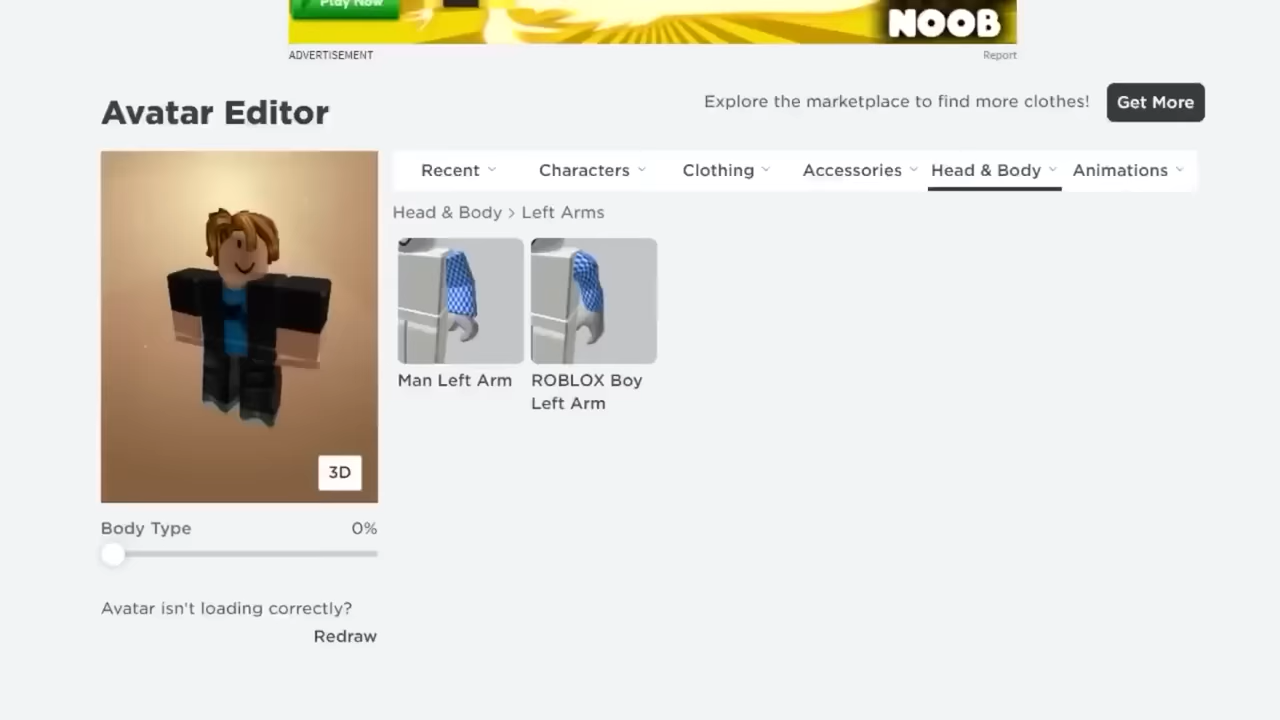 Play Now
NOOB
ADVERTISEMENT
Report
Avatar Editor
Explore the marketplace to find more clothes!
Get More
Recent
Characters
Clothing
Accessories
Head & Body
Animations
Head & Body > Left Arms
Man Left Arm
ROBLOX Boy
Left Arm
3D
Body Type
0%
Avatar isn't loading correctly?
Redraw